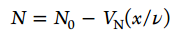 N = N₀ − V_N(x/ν)